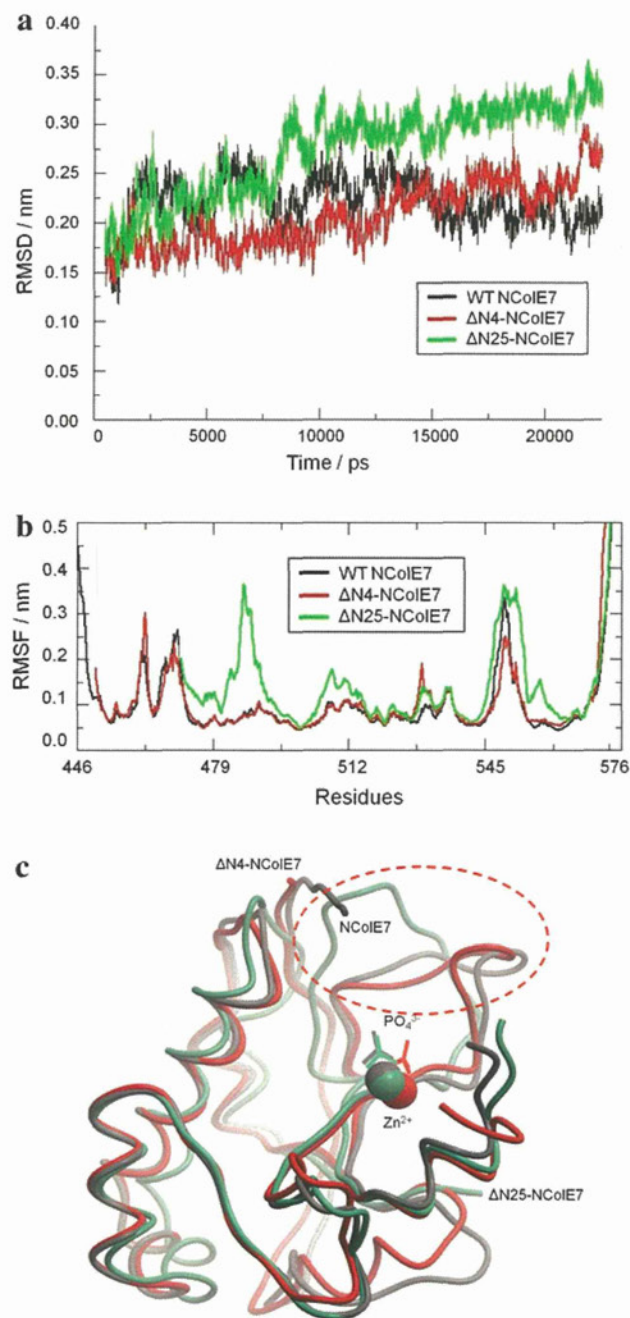 a
0.40
0.35
0.30
0.25
0.20
0.15
0.10
0.05
0.00
RMSD / nm
0
5000
10000
15000
20000
Time / ps
WT NColE7
ΔN4-NColE7
ΔN25-NColE7
b
0.5
0.4
0.3
0.2
0.1
0.0
RMSF / nm
WT NColE7
ΔN4-NColE7
ΔN25-NColE7
446
479
512
545
576
Residues
c
ΔN4-NColE7
NColE7
PO₄³⁻
Zn²⁺
ΔN25-NColE7